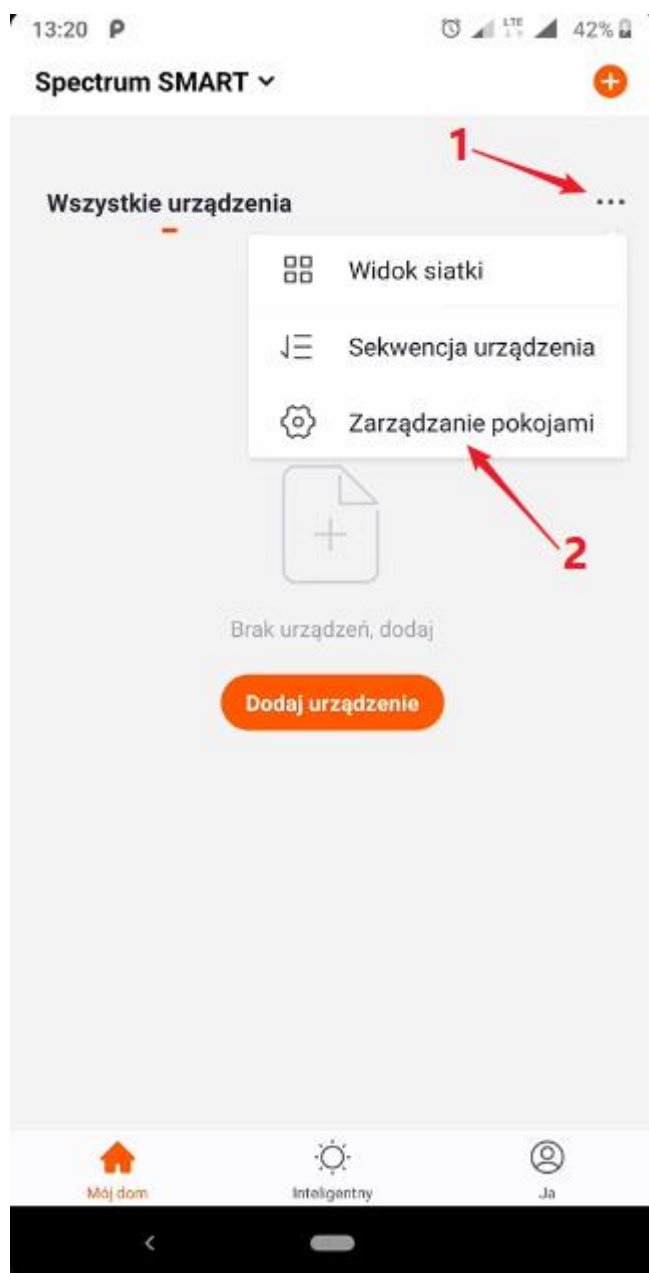 13:20 P LTE 42%
Spectrum SMART
1
Wszystkie urządzenia
Widok siatki
Sekwencja urządzenia
Zarządzanie pokojami
2
Brak urządzeń, dodaj
Dodaj urządzenie
Mój dom Inteligentny Ja